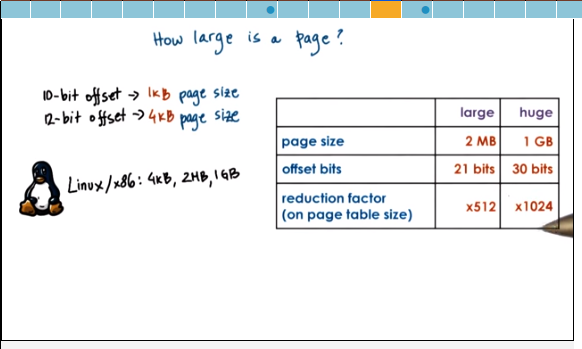 How large is a page?
10-bit offset → 1KB page size
12-bit offset → 4KB page size
Linux/x86: 4KB, 2MB, 1GB
large huge
page size 2 MB 1 GB
offset bits 21 bits 30 bits
reduction factor
(on page table size) x512 x1024